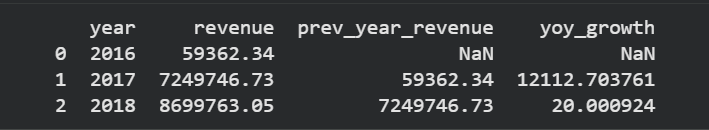 year revenue prev_year_revenue yoy_growth
0 2016 59362.34 NaN NaN
1 2017 7249746.73 59362.34 12112.703761
2 2018 8699763.05 7249746.73 20.000924